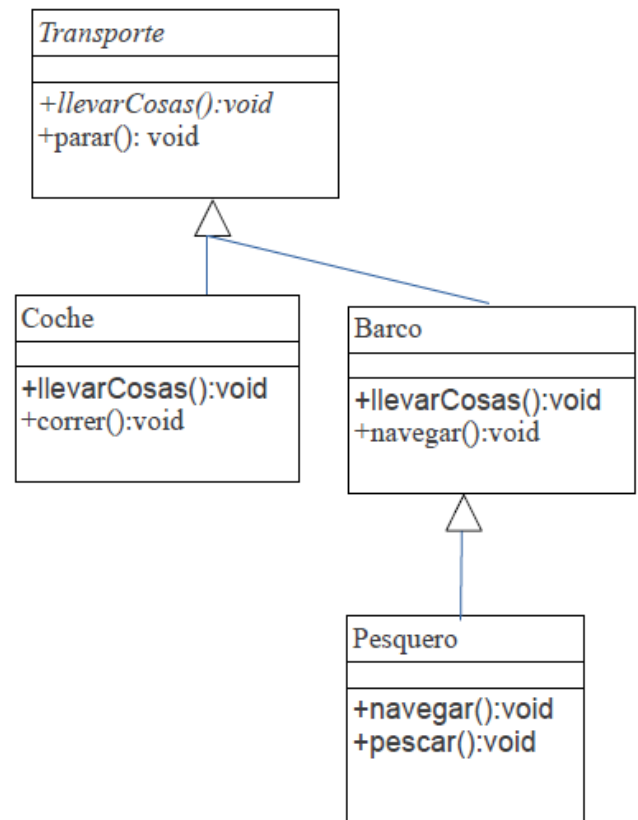 Transporte
+llevarCosas():void
+parar(): void
Coche
+llevarCosas():void
+correr():void
Barco
+llevarCosas():void
+navegar():void
Pesquero
+navegar():void
+pescar():void